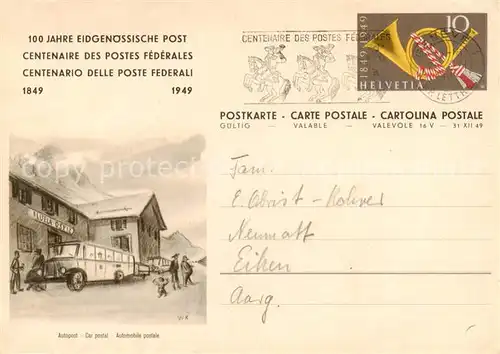 100 JAHRE EIDGENÖSSISCHE POST
CENTENAIRE DES POSTES FÉDÉRALES
CENTENARIO DELLE POSTE FEDERALI
1849 1949
CENTENAIRE DES POSTES FÉDÉRALES
10
1849 1949
HELVETIA
POSTKARTE - CARTE POSTALE - CARTOLINA POSTALE
GÜLTIG — VALABLE — VALEVOLE 16 V — 31 XII 49
Fam.
E. Obrist-Hohrer
Neumatt
Eiken
Aarg.
Autopost - Car postal - Automobile postale